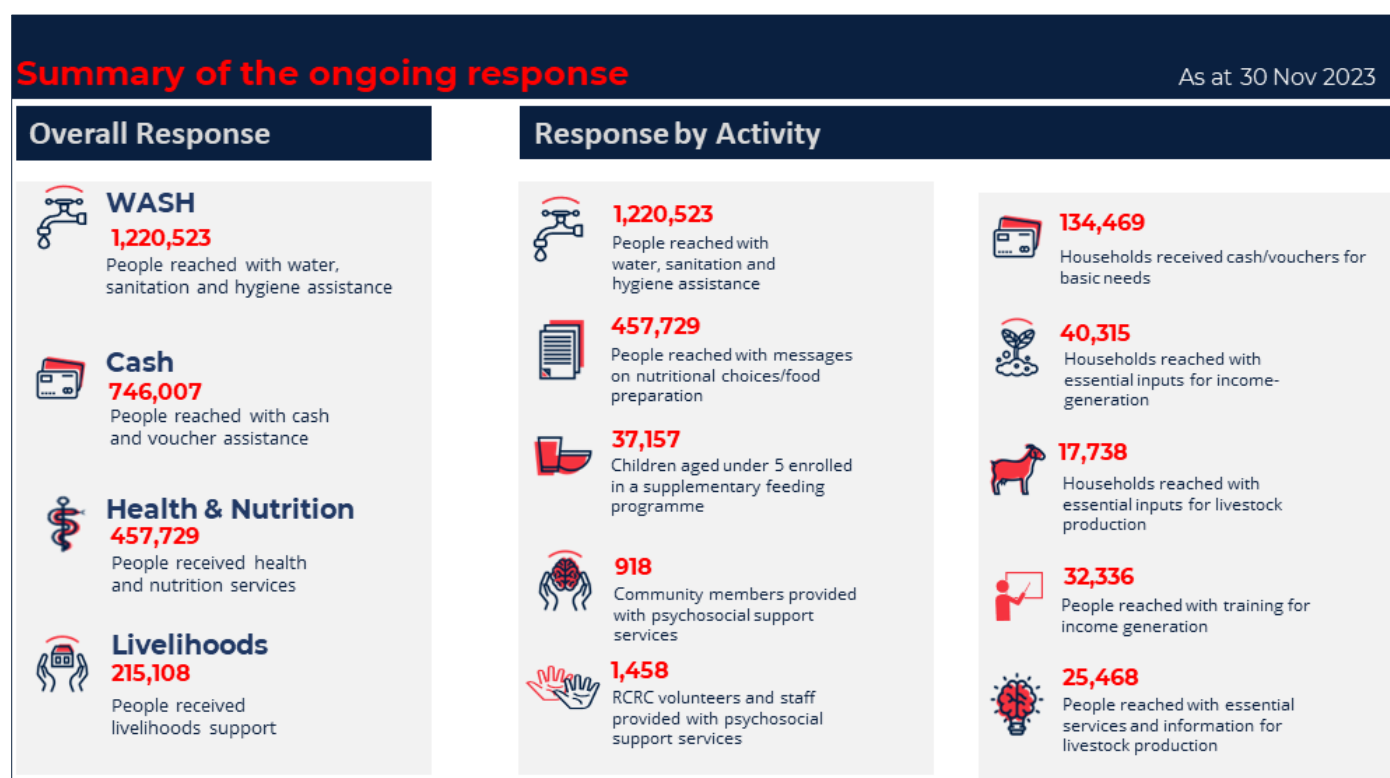 Summary of the ongoing response
As at 30 Nov 2023
Overall Response
WASH
1,220,523
People reached with water,
sanitation and hygiene assistance
Cash
746,007
People reached with cash
and voucher assistance
Health & Nutrition
457,729
People received health
and nutrition services
Livelihoods
215,108
People received
livelihoods support
Response by Activity
1,220,523
People reached with
water, sanitation and
hygiene assistance
457,729
People reached with messages
on nutritional choices/food
preparation
37,157
Children aged under 5 enrolled
in a supplementary feeding
programme
918
Community members provided
with psychosocial support
services
1,458
RCRC volunteers and staff
provided with psychosocial
support services
134,469
Households received cash/vouchers for
basic needs
40,315
Households reached with
essential inputs for income-
generation
17,738
Households reached with
essential inputs for livestock
production
32,336
People reached with training for
income generation
25,468
People reached with essential
services and information for
livestock production